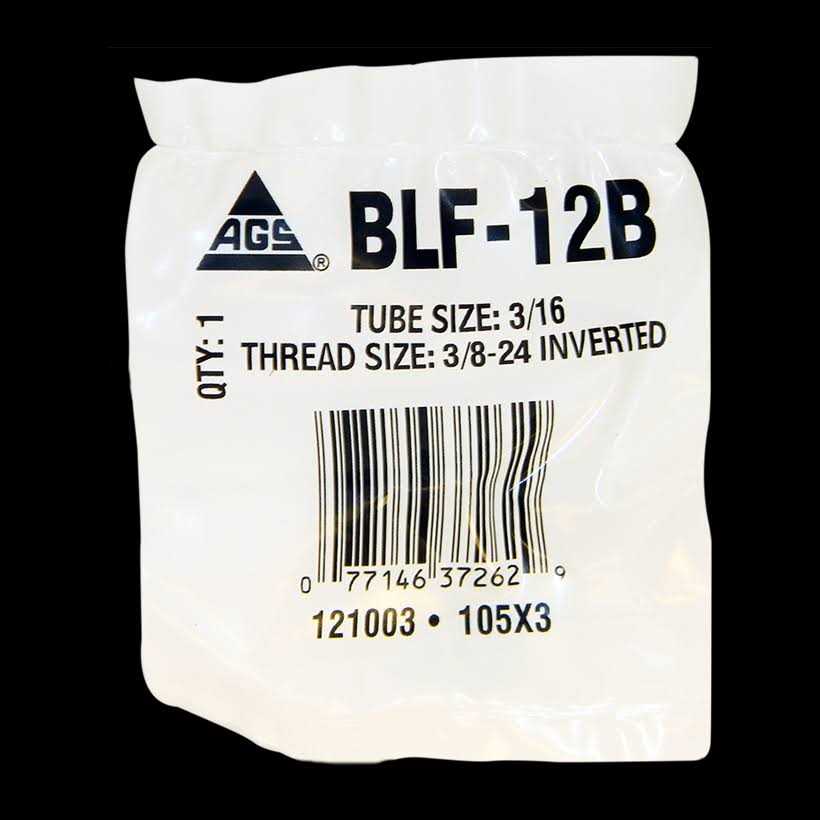 AGS®
BLF-12B
QTY: 1
TUBE SIZE: 3/16
THREAD SIZE: 3/8-24 INVERTED
0 77146 37262 9
121003 • 105X3